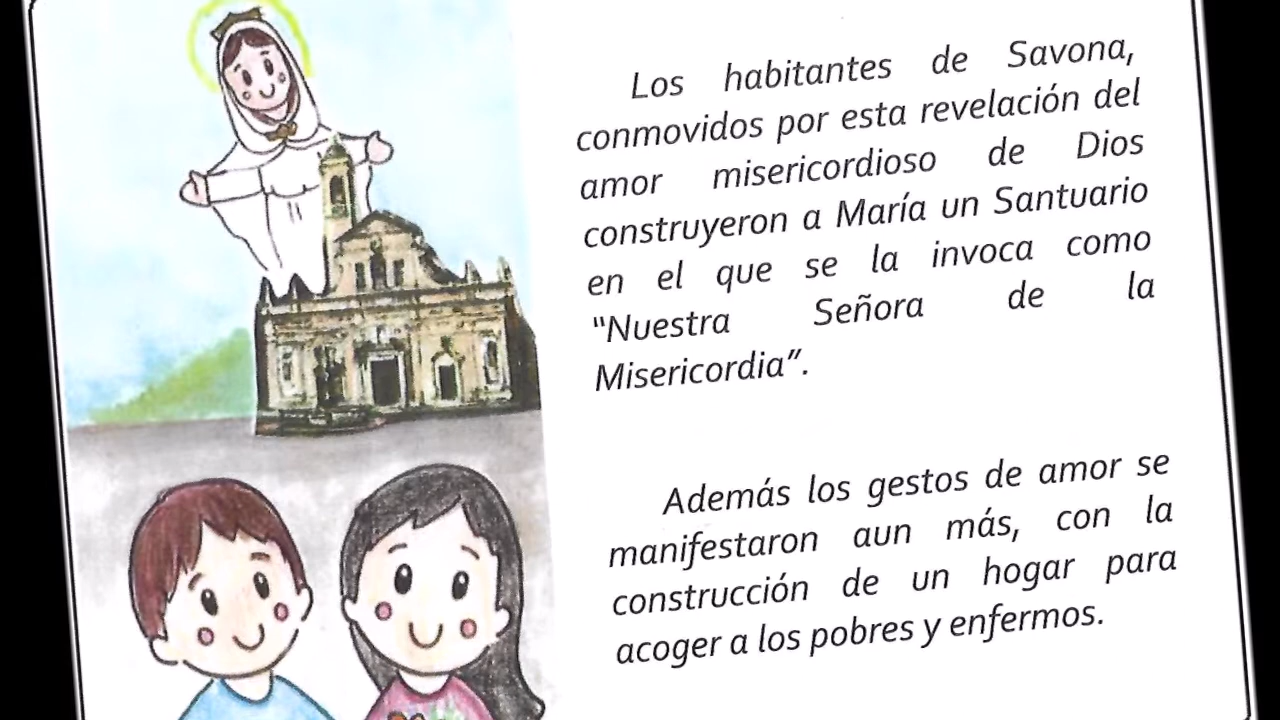 Los habitantes de Savona,
conmovidos por esta revelación del
amor misericordioso de Dios
construyeron a María un Santuario
en el que se la invoca como
“Nuestra Señora de la
Misericordia”.
Además los gestos de amor se
manifestaron aun más, con la
construcción de un hogar para
acoger a los pobres y enfermos.